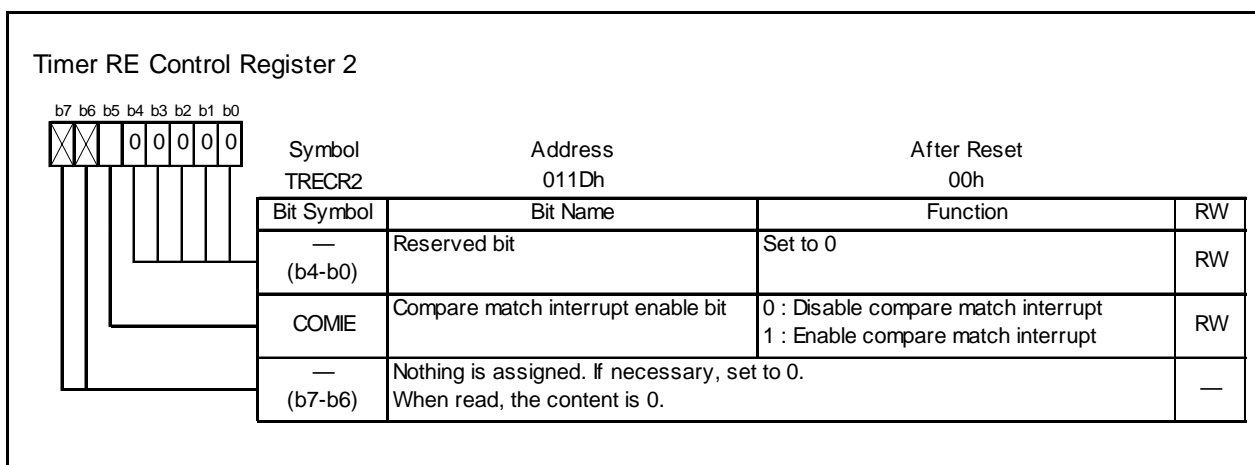 Timer RE Control Register 2
b7 b6 b5 b4 b3 b2 b1 b0
0 0 0 0 0
Symbol Address After Reset
TRECR2 011Dh 00h
Bit Symbol Bit Name Function RW
— Reserved bit Set to 0
(b4-b0) RW
COMIE Compare match interrupt enable bit 0 : Disable compare match interrupt RW
1 : Enable compare match interrupt
— Nothing is assigned. If necessary, set to 0.
(b7-b6) When read, the content is 0. —